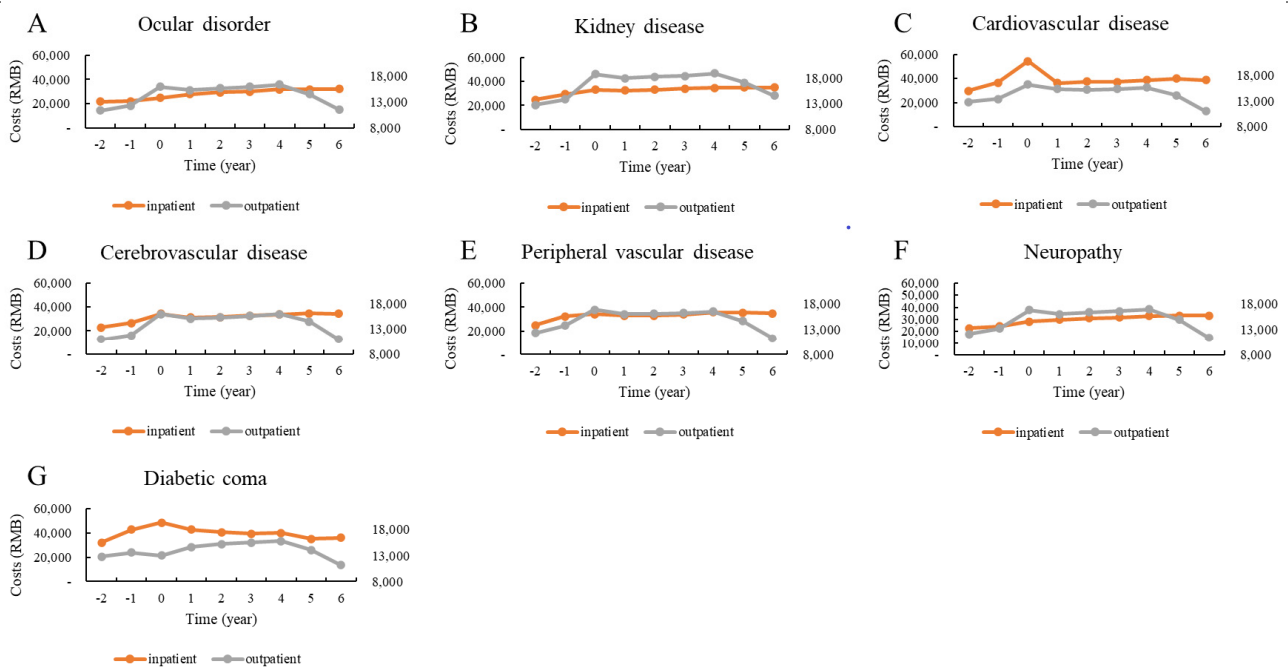 A Ocular disorder
60,000
40,000
20,000
-
Costs (RMB)
18,000
13,000
8,000
-2 -1 0 1 2 3 4 5 6
Time (year)
inpatient outpatient
B Kidney disease
60,000
40,000
20,000
-
Costs (RMB)
18,000
13,000
8,000
-2 -1 0 1 2 3 4 5 6
Time (year)
inpatient outpatient
C Cardiovascular disease
60,000
40,000
20,000
-
Costs (RMB)
18,000
13,000
8,000
-2 -1 0 1 2 3 4 5 6
Time (year)
inpatient outpatient
D Cerebrovascular disease
60,000
40,000
20,000
-
Costs (RMB)
18,000
13,000
8,000
-2 -1 0 1 2 3 4 5 6
Time (year)
inpatient outpatient
E Peripheral vascular disease
60,000
40,000
20,000
-
Costs (RMB)
18,000
13,000
8,000
-2 -1 0 1 2 3 4 5 6
Time (year)
inpatient outpatient
F Neuropathy
60,000
50,000
40,000
30,000
20,000
10,000
-
Costs (RMB)
18,000
13,000
8,000
-2 -1 0 1 2 3 4 5 6
Time (year)
inpatient outpatient
G Diabetic coma
60,000
40,000
20,000
-
Costs (RMB)
18,000
13,000
8,000
-2 -1 0 1 2 3 4 5 6
Time (year)
inpatient outpatient